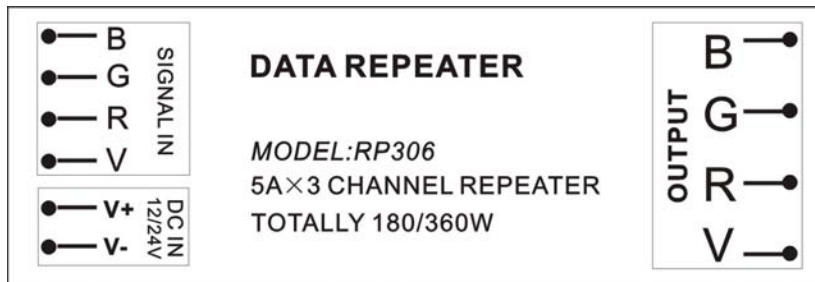 B
G
R
V
SIGNAL IN
V+
V-
DC IN
12/24V
DATA REPEATER
MODEL:RP306
5A×3 CHANNEL REPEATER
TOTALLY 180/360W
OUTPUT
B
G
R
V